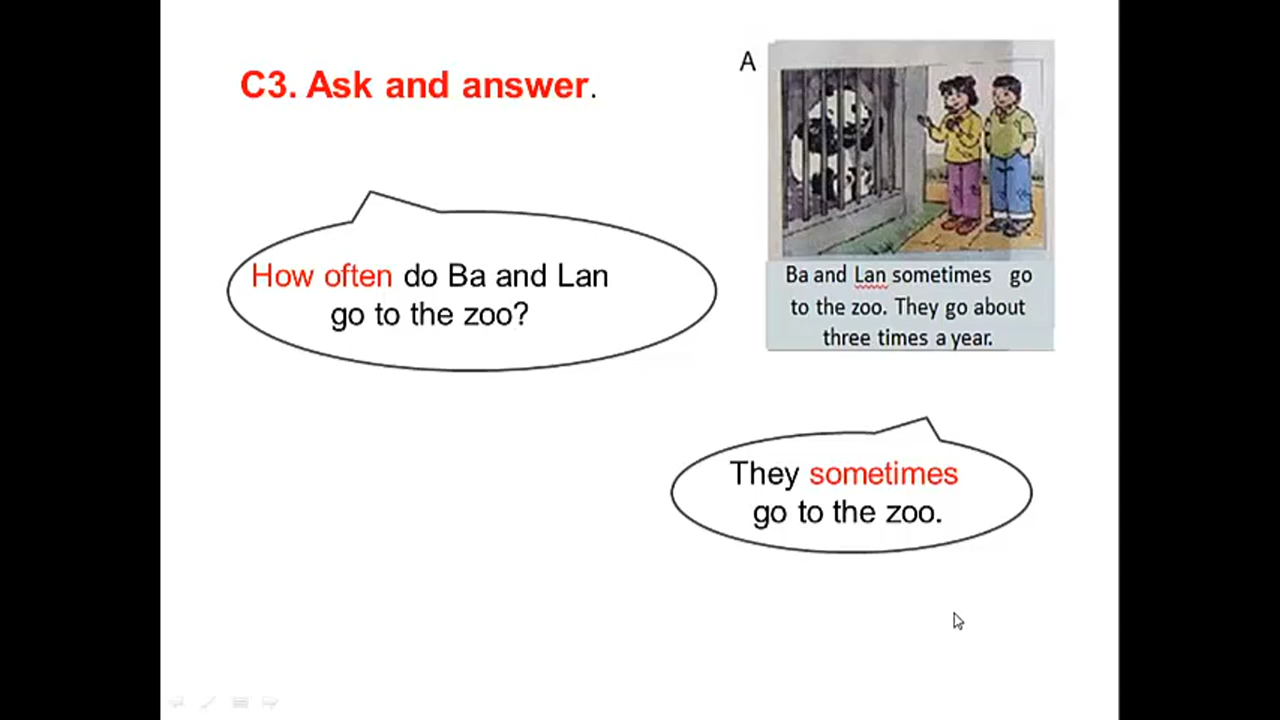 C3. Ask and answer.
A
Ba and Lan sometimes go
to the zoo. They go about
three times a year.
How often do Ba and Lan
go to the zoo?
They sometimes
go to the zoo.